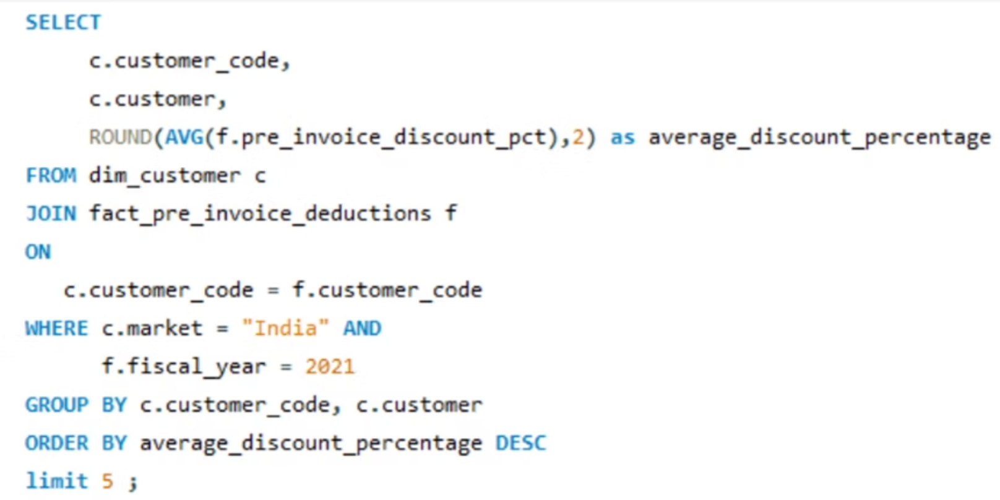 SELECT
c.customer_code,
c.customer,
ROUND(AVG(f.pre_invoice_discount_pct),2) as average_discount_percentage
FROM dim_customer c
JOIN fact_pre_invoice_deductions f
ON
c.customer_code = f.customer_code
WHERE c.market = "India" AND
f.fiscal_year = 2021
GROUP BY c.customer_code, c.customer
ORDER BY average_discount_percentage DESC
limit 5 ;